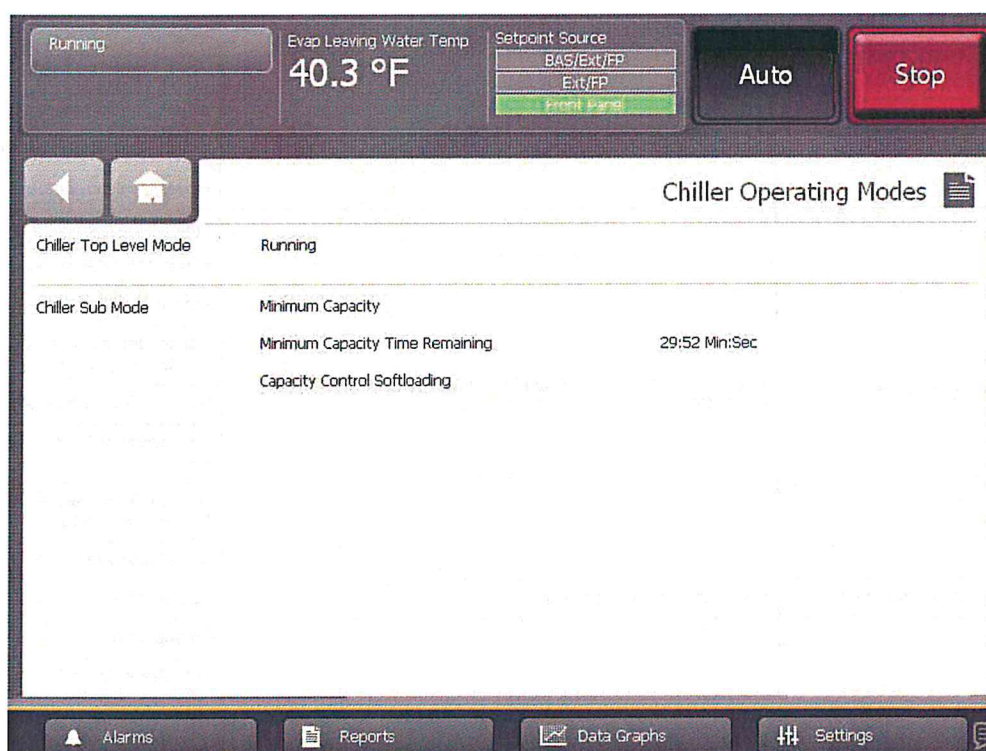 Running
Evap Leaving Water Temp
40.3 °F
Setpoint Source
BAS/Ext/FP
Ext/FP
Front Panel
Auto
Stop
Chiller Operating Modes
Chiller Top Level Mode Running
Chiller Sub Mode Minimum Capacity
Minimum Capacity Time Remaining 29:52 Min:Sec
Capacity Control Softloading
Alarms Reports Data Graphs Settings